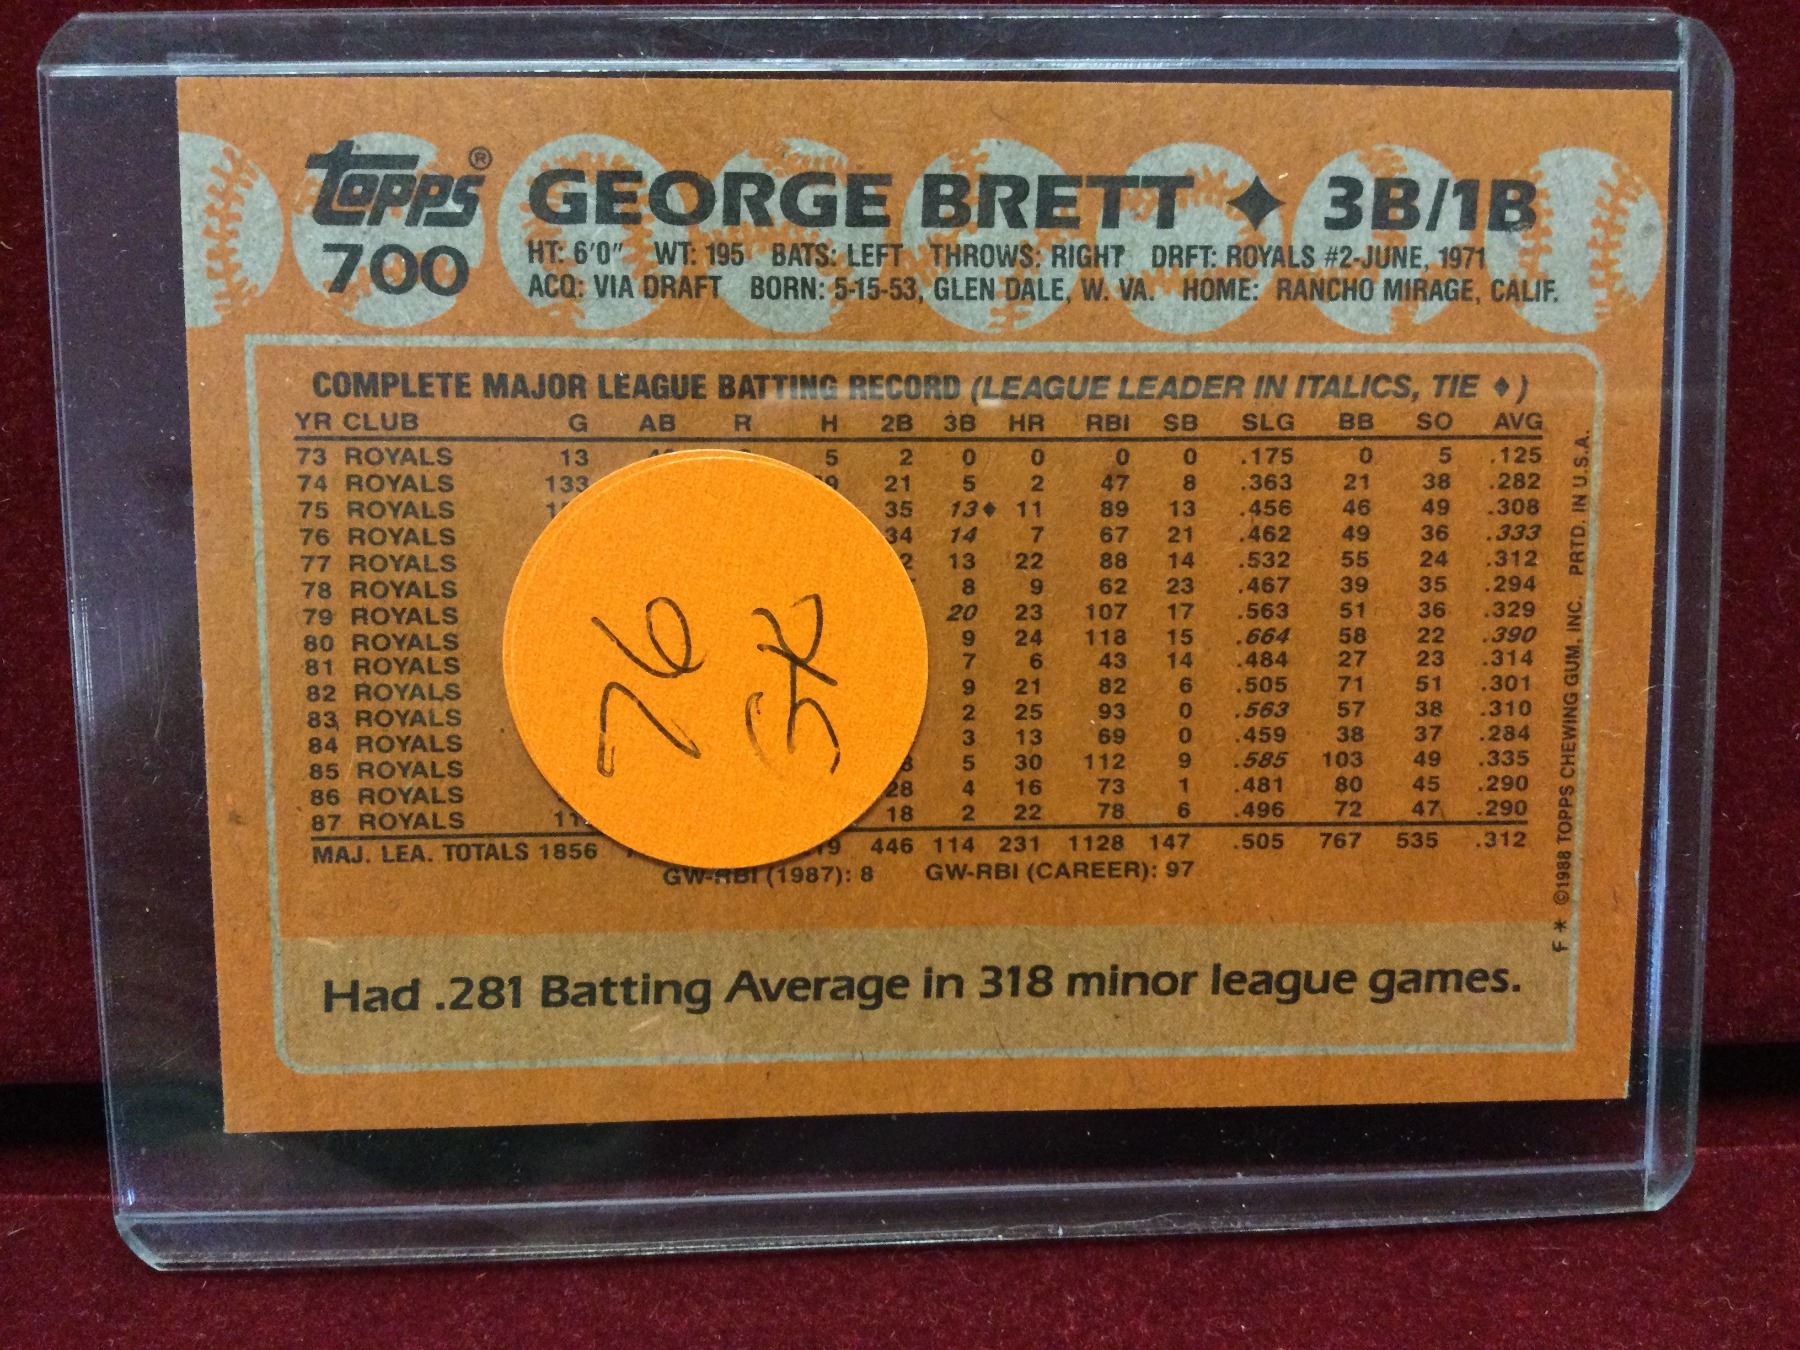 topps® GEORGE BRETT ✦ 3B/1B
700 HT: 6'0" WT: 195 BATS: LEFT THROWS: RIGHT DRFT: ROYALS #2-JUNE, 1971
ACQ: VIA DRAFT BORN: 5-15-53, GLEN DALE, W. VA. HOME: RANCHO MIRAGE, CALIF.
COMPLETE MAJOR LEAGUE BATTING RECORD (LEAGUE LEADER IN ITALICS, TIE ♦)
YR CLUB G AB R H 2B 3B HR RBI SB SLG BB SO AVG
73 ROYALS 13 5 2 0 0 0 0 .175 0 5 .125
74 ROYALS 133 21 5 2 47 8 .363 21 38 .282
75 ROYALS 35 13♦ 11 89 13 .456 46 49 .308
76 ROYALS 34 14 7 67 21 .462 49 36 .333
77 ROYALS 13 22 88 14 .532 55 24 .312
78 ROYALS 8 9 62 23 .467 39 35 .294
79 ROYALS 20 23 107 17 .563 51 36 .329
80 ROYALS 9 24 118 15 .664 58 22 .390
81 ROYALS 7 6 43 14 .484 27 23 .314
82 ROYALS 9 21 82 6 .505 71 51 .301
83 ROYALS 2 25 93 0 .563 57 38 .310
84 ROYALS 3 13 69 0 .459 38 37 .284
85 ROYALS 5 30 112 9 .585 103 49 .335
86 ROYALS 28 4 16 73 1 .481 80 45 .290
87 ROYALS 18 2 22 78 6 .496 72 47 .290
MAJ. LEA. TOTALS 1856 446 114 231 1128 147 .505 767 535 .312
GW-RBI (1987): 8 GW-RBI (CAREER): 97
Had .281 Batting Average in 318 minor league games.
F * ©1988 TOPPS CHEWING GUM, INC. PRTD. IN U.S.A.
76